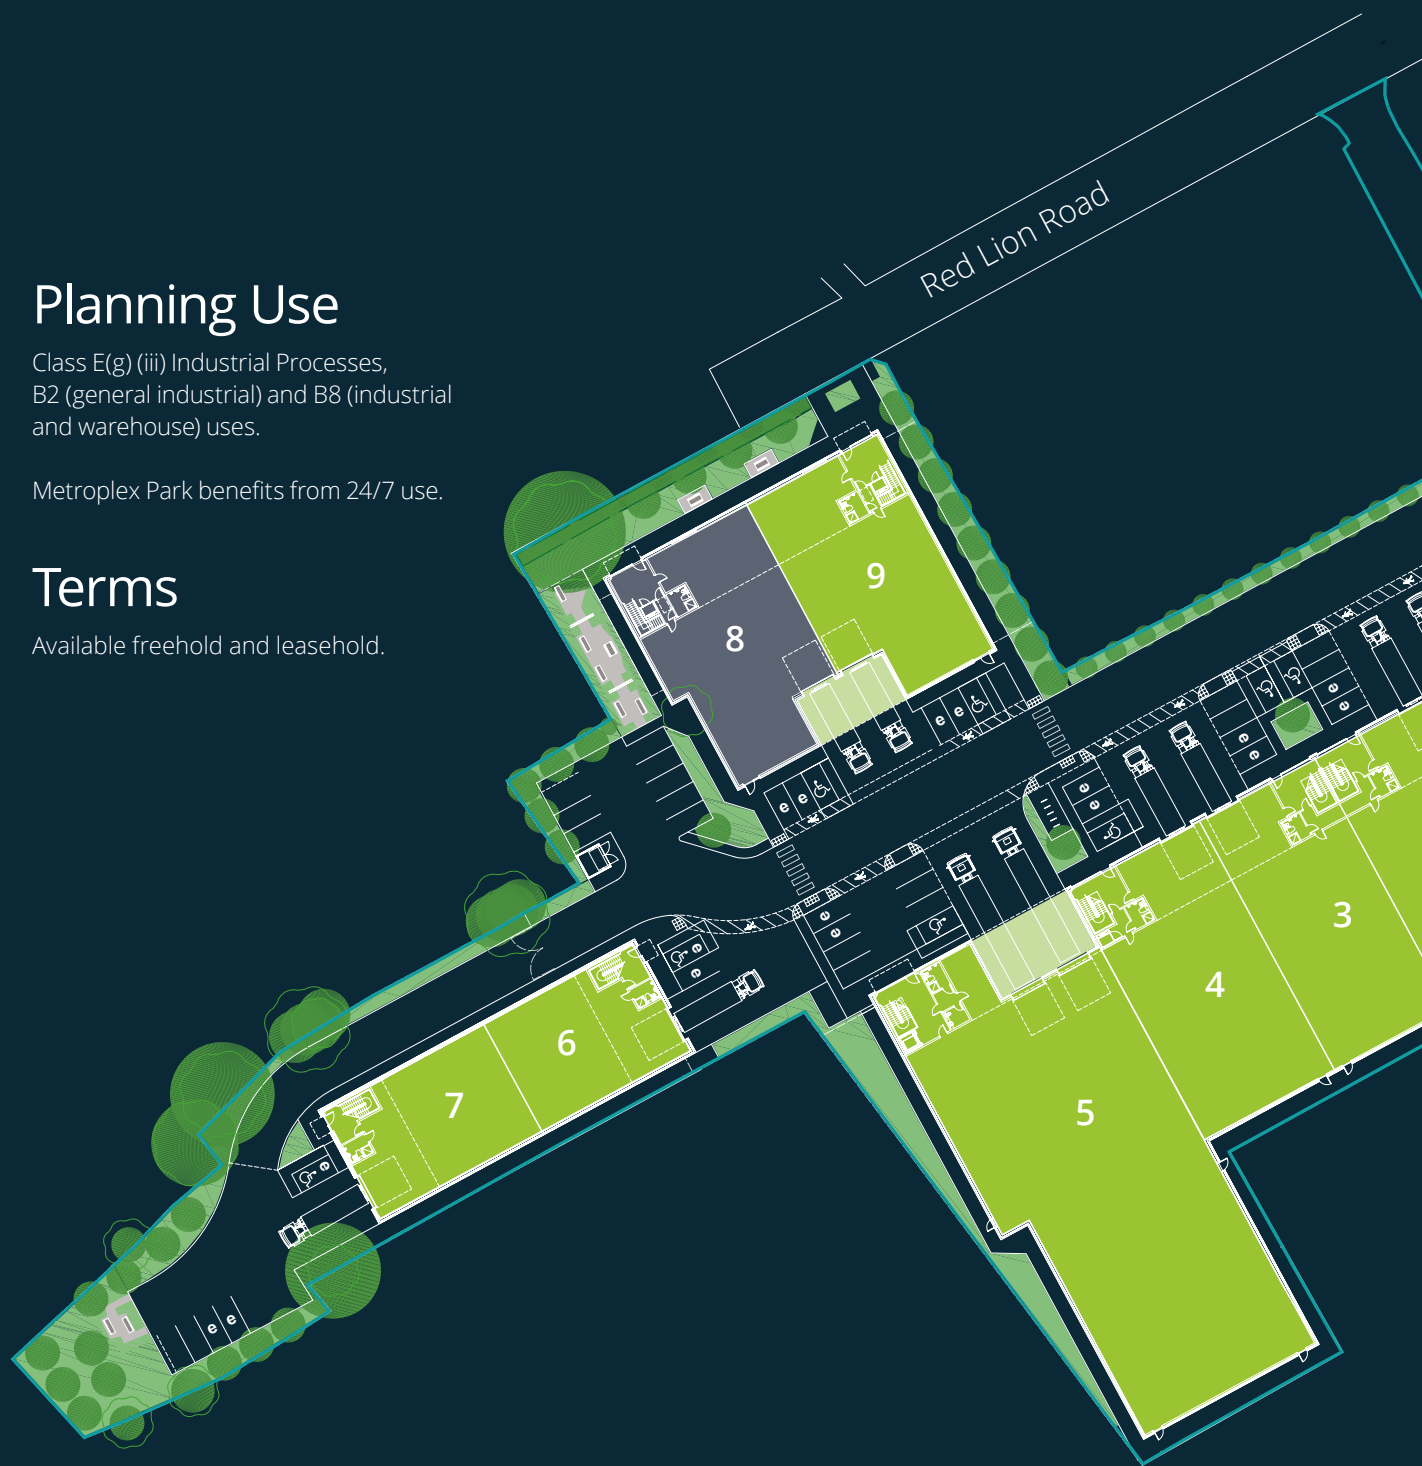 Red Lion Road
Planning Use
Class E(g) (iii) Industrial Processes,
B2 (general industrial) and B8 (industrial
and warehouse) uses.
Metroplex Park benefits from 24/7 use.
Terms
Available freehold and leasehold.
9
8
3
4
5
6
7
e e
e e
e
e
e
e
e
e
e
e
e
e
e
e
e
e e